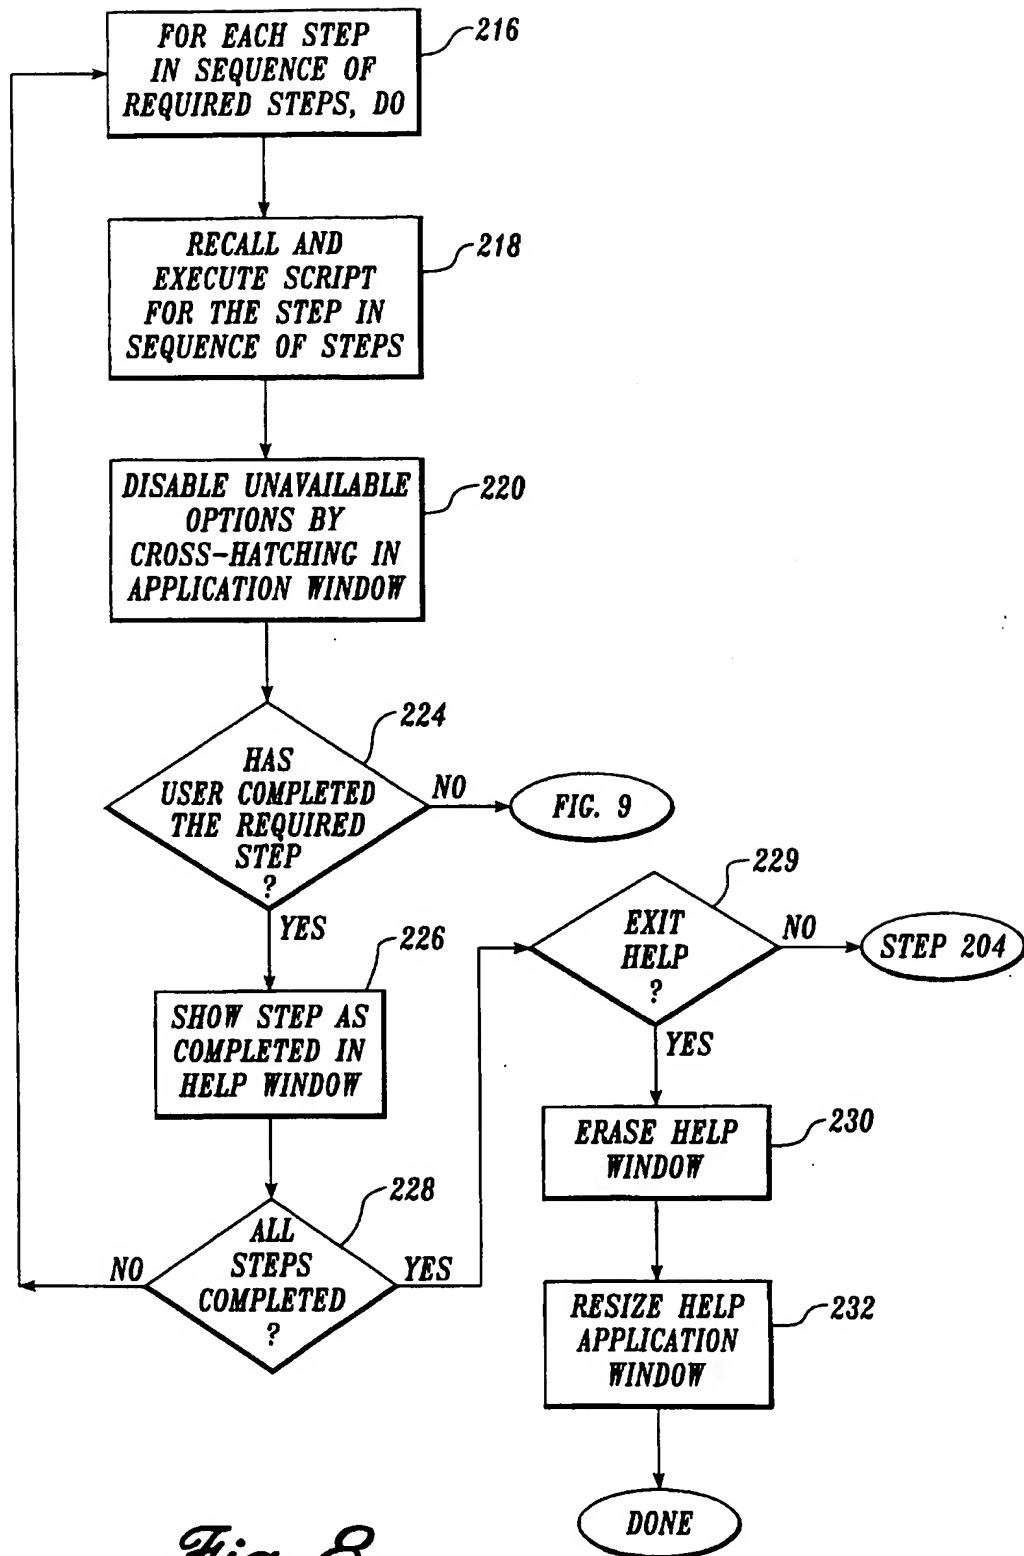 FOR EACH STEP
IN SEQUENCE OF
REQUIRED STEPS, DO
216
RECALL AND
EXECUTE SCRIPT
FOR THE STEP IN
SEQUENCE OF STEPS
218
DISABLE UNAVAILABLE
OPTIONS BY
CROSS-HATCHING IN
APPLICATION WINDOW
220
224
HAS
USER COMPLETED
THE REQUIRED
STEP
?
NO
FIG. 9
YES
226
SHOW STEP AS
COMPLETED IN
HELP WINDOW
228
ALL
STEPS
COMPLETED
?
NO
YES
229
EXIT
HELP
?
NO
STEP 204
YES
230
ERASE HELP
WINDOW
232
RESIZE HELP
APPLICATION
WINDOW
DONE
Fig. 8